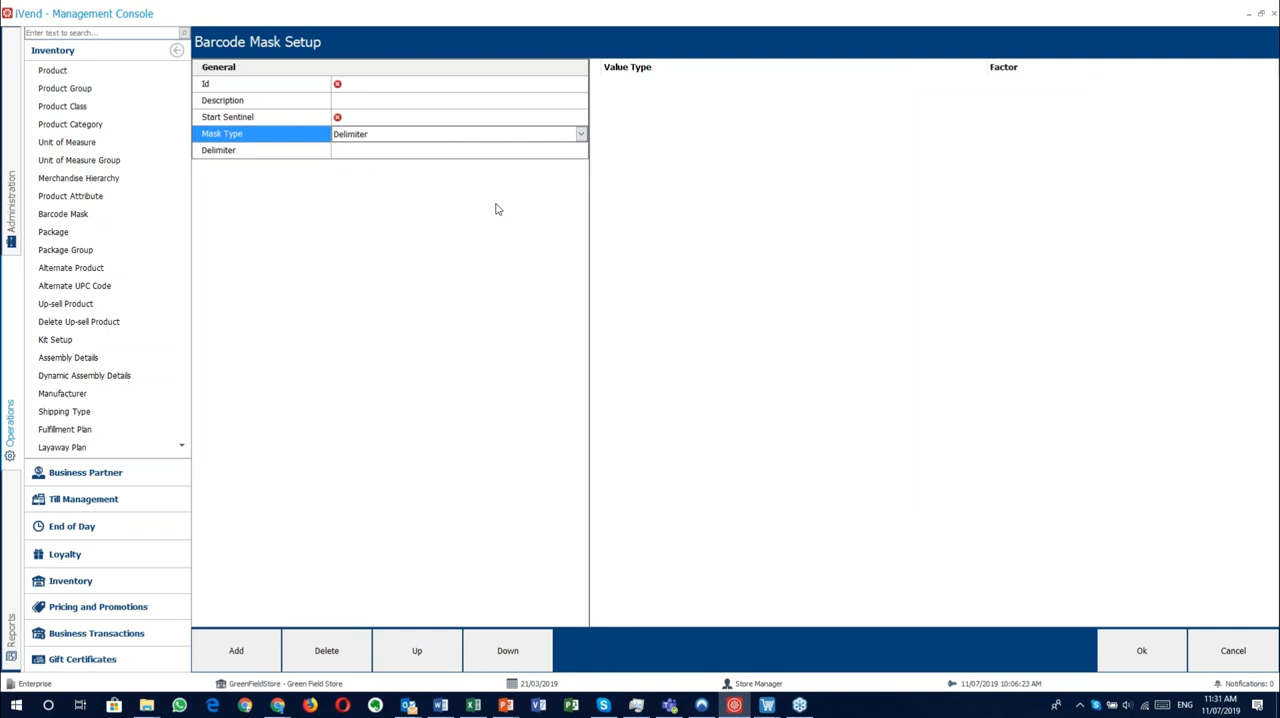 iVend - Management Console
Enter text to search...
Inventory
Product
Product Group
Product Class
Product Category
Unit of Measure
Unit of Measure Group
Merchandise Hierarchy
Product Attribute
Barcode Mask
Package
Package Group
Alternate Product
Alternate UPC Code
Up-sell Product
Delete Up-sell Product
Kit Setup
Assembly Details
Dynamic Assembly Details
Manufacturer
Shipping Type
Fulfillment Plan
Layaway Plan
Business Partner
Till Management
End of Day
Loyalty
Inventory
Pricing and Promotions
Business Transactions
Gift Certificates
Administration
Operations
Reports
Barcode Mask Setup
General
Id
Description
Start Sentinel
Mask Type Delimiter
Delimiter
Value Type Factor
Add Delete Up Down Ok Cancel
Enterprise GreenFieldStore - Green Field Store 21/03/2019 Store Manager 11/07/2019 10:06:23 AM Notifications: 0
ENG
11:31 AM
11/07/2019